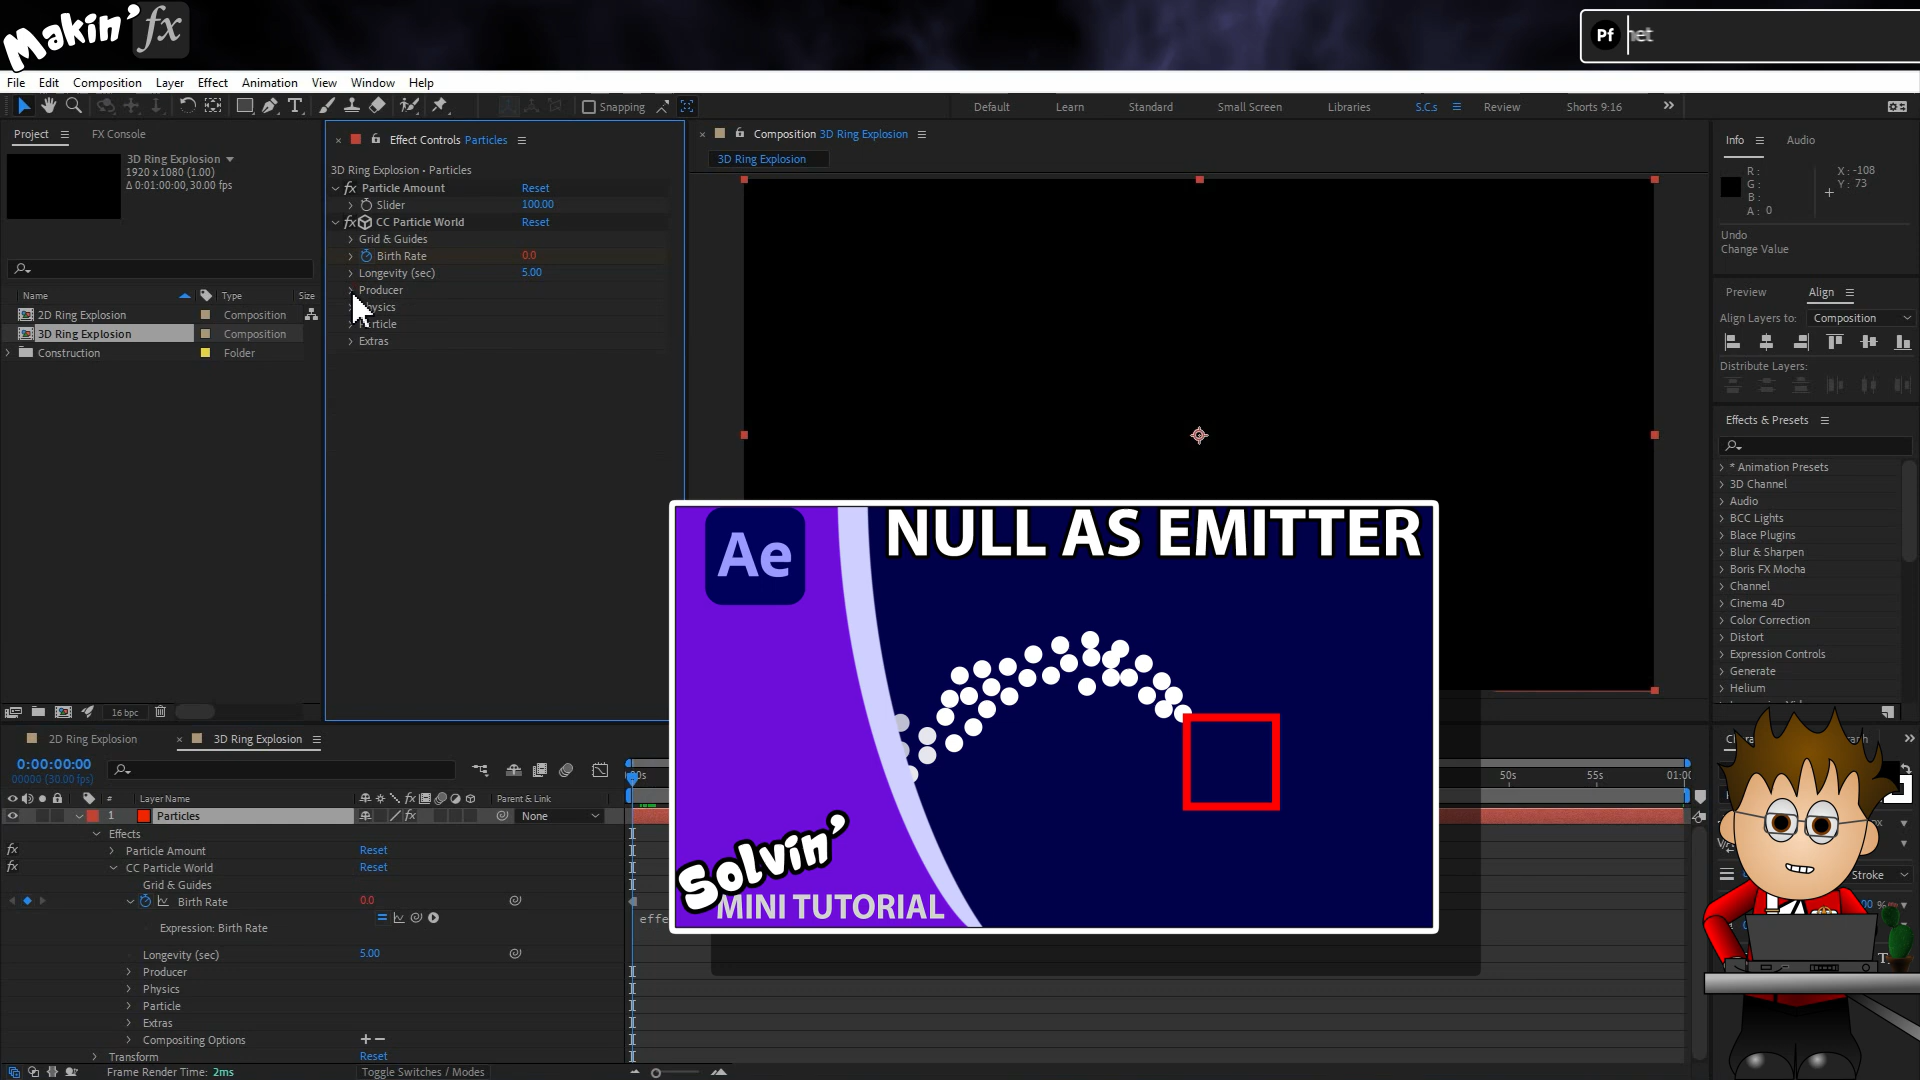 Makin' fx
Pf
File Edit Composition Layer Effect Animation View Window Help
Snapping
Default Learn Standard Small Screen Libraries S.C.s Review Shorts 9:16
Project FX Console
3D Ring Explosion
1920 x 1080 (1.00)
Δ 0:01:00:00, 30.00 fps
Name Type Size
2D Ring Explosion Composition
3D Ring Explosion Composition
Construction Folder
16 bpc
Effect Controls Particles
3D Ring Explosion • Particles
fx Particle Amount Reset
Slider 100.00
fx CC Particle World Reset
Grid & Guides
Birth Rate 0.0
Longevity (sec) 5.00
Producer
Extras
Composition 3D Ring Explosion
3D Ring Explosion
Info Audio
R :
G :
B :
A : 0
X : -108
Y : 73
Undo
Change Value
Preview Align
Align Layers to: Composition
Distribute Layers:
Effects & Presets
* Animation Presets
3D Channel
Audio
BCC Lights
Blace Plugins
Blur & Sharpen
Boris FX Mocha
Channel
Cinema 4D
Color Correction
Distort
Expression Controls
Generate
Helium
Ae
NULL AS EMITTER
Solvin'
MINI TUTORIAL
2D Ring Explosion 3D Ring Explosion
0:00:00:00
00000 (30.00 fps)
# Layer Name Parent & Link
1 Particles None
Effects
fx Particle Amount Reset
fx CC Particle World Reset
Grid & Guides
Birth Rate 0.0
Expression: Birth Rate
Longevity (sec) 5.00
Producer
Physics
Particle
Extras
Compositing Options +−
Transform Reset
Frame Render Time: 2ms Toggle Switches / Modes
50s 55s
Stroke